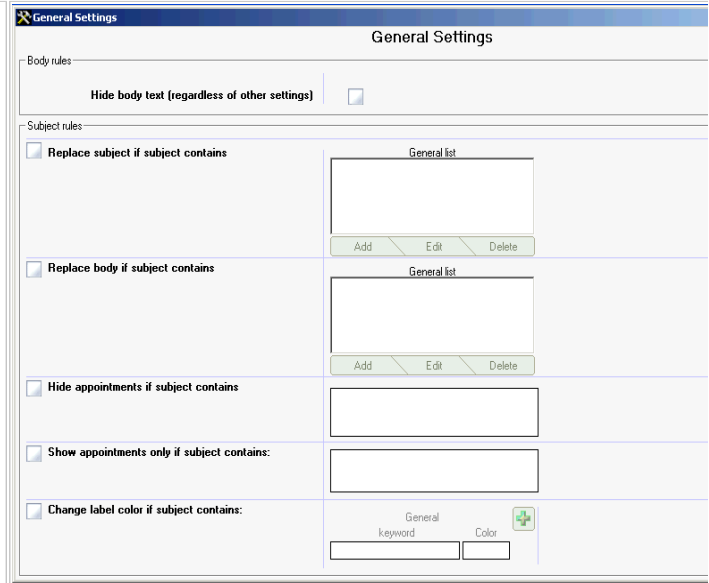 General Settings
General Settings
Body rules
Hide body text (regardless of other settings)
Subject rules
Replace subject if subject contains
General list
Add Edit Delete
Replace body if subject contains
General list
Add Edit Delete
Hide appointments if subject contains
Show appointments only if subject contains:
Change label color if subject contains:
General
keyword Color